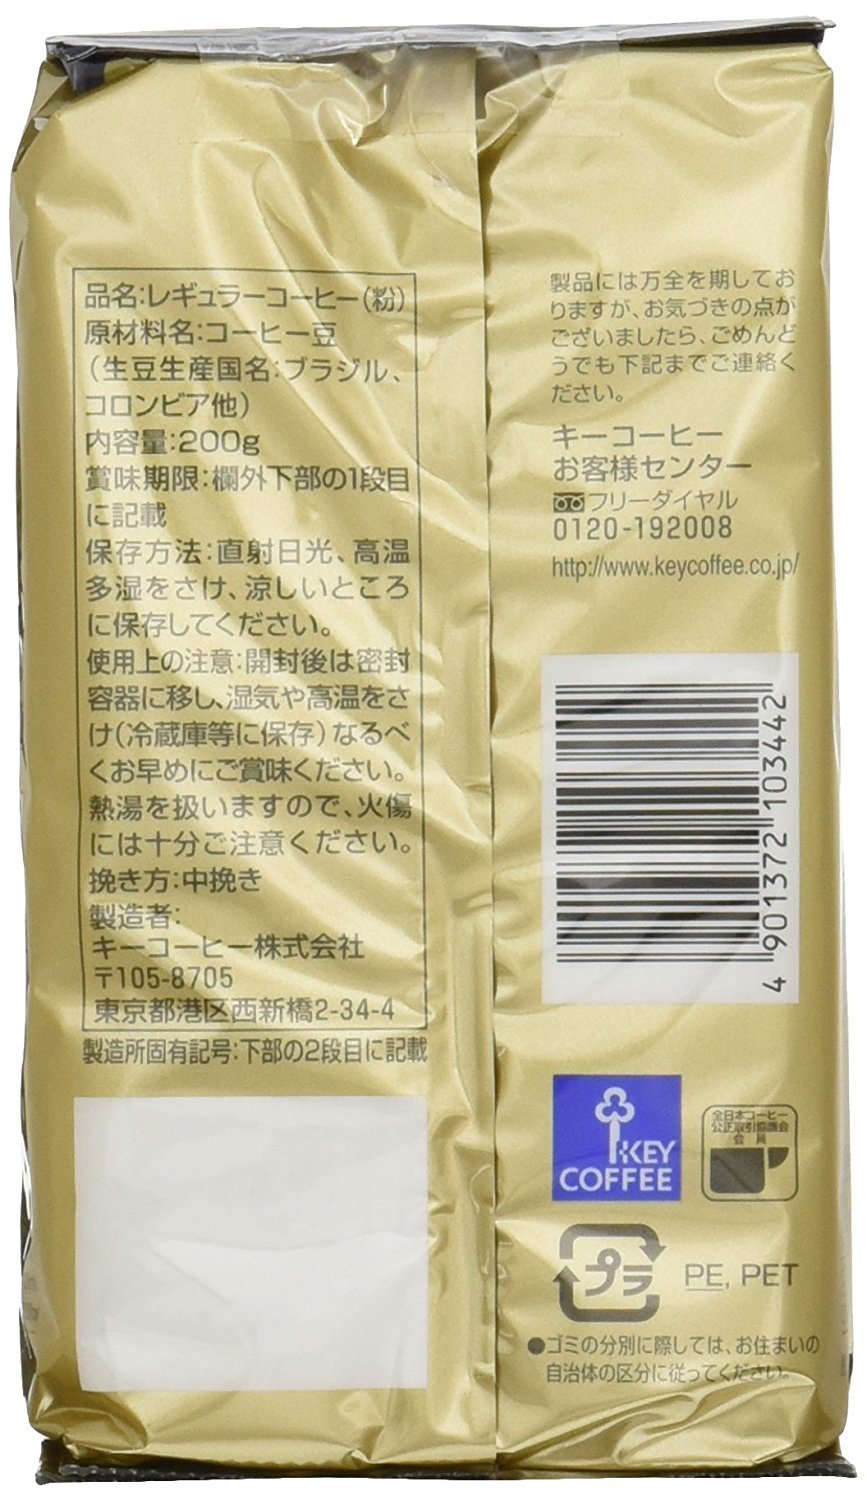 品名:レギュラーコーヒー(粉)
原材料名:コーヒー豆
(生豆生産国名:ブラジル、
コロンビア他)
内容量:200g
賞味期限:欄外下部の1段目
に記載
保存方法:直射日光、高温
多湿をさけ、涼しいところ
に保存してください。
使用上の注意:開封後は密封
容器に移し、湿気や高温をさ
け(冷蔵庫等に保存)なるべ
くお早めにご賞味ください。
熱湯を扱いますので、火傷
には十分ご注意ください。
挽き方:中挽き
製造者:
キーコーヒー株式会社
〒105-8705
東京都港区西新橋2-34-4
製造所固有記号:下部の2段目に記載
製品には万全を期してお
りますが、お気づきの点が
ございましたら、ごめんど
うでも下記までご連絡く
ださい。
キーコーヒー
お客様センター
フリーダイヤル
0120-192008
http://www.keycoffee.co.jp/
4 901372 103442
KEY
COFFEE
全日本コーヒー
公正取引協議会
会員
プラ
PE, PET
●ゴミの分別に際しては、お住まいの
自治体の区分に従ってください。